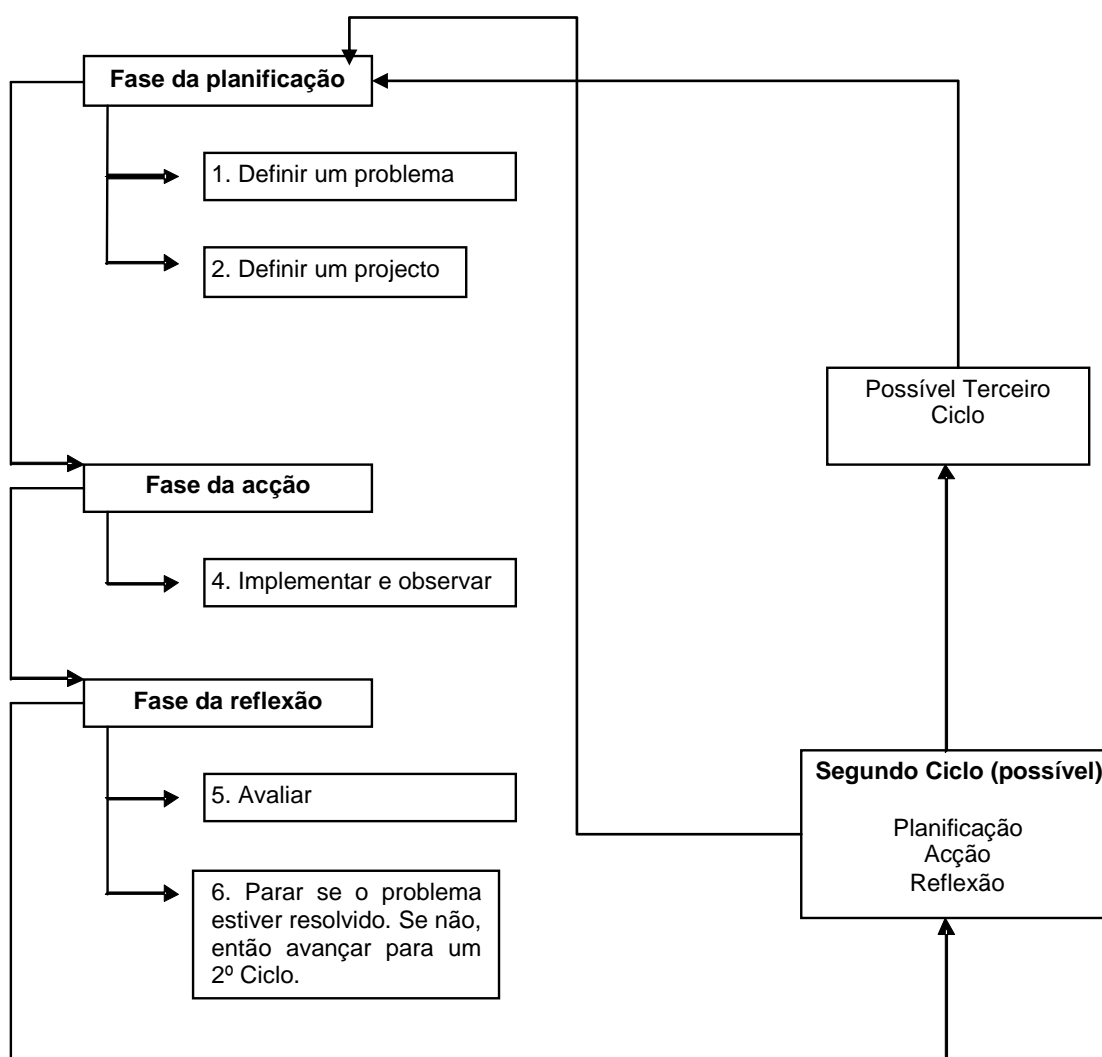 Fase da planificação
1. Definir um problema
2. Definir um projecto
Possível Terceiro
Ciclo
Fase da acção
4. Implementar e observar
Fase da reflexão
5. Avaliar
6. Parar se o problema
estiver resolvido. Se não,
então avançar para um
2º Ciclo.
Segundo Ciclo (possível)
Planificação
Acção
Reflexão